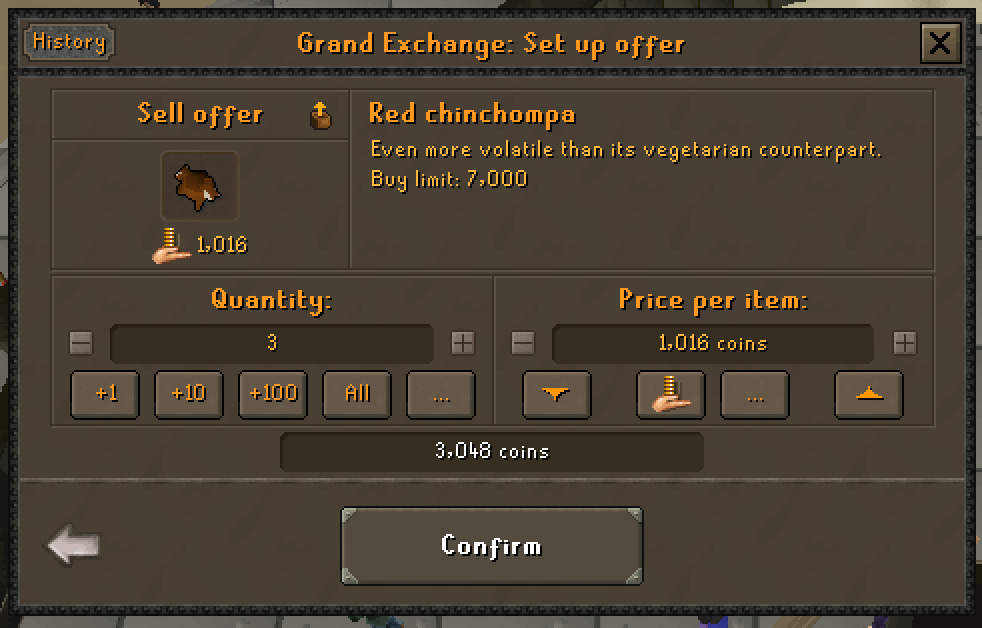 History
Grand Exchange: Set up offer
Sell offer
Red chinchompa
Even more volatile than its vegetarian counterpart.
Buy limit: 7,000
1,016
Quantity:
3
+1 +10 +100 All ...
Price per item:
1,016 coins
...
3,048 coins
Confirm